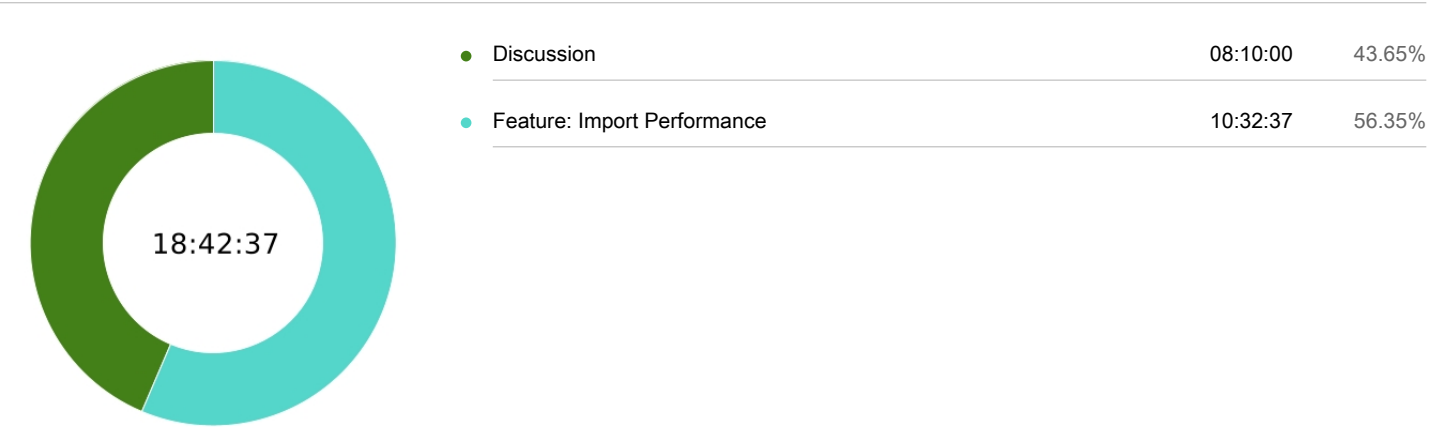 Discussion 08:10:00 43.65%
Feature: Import Performance 10:32:37 56.35%
18:42:37